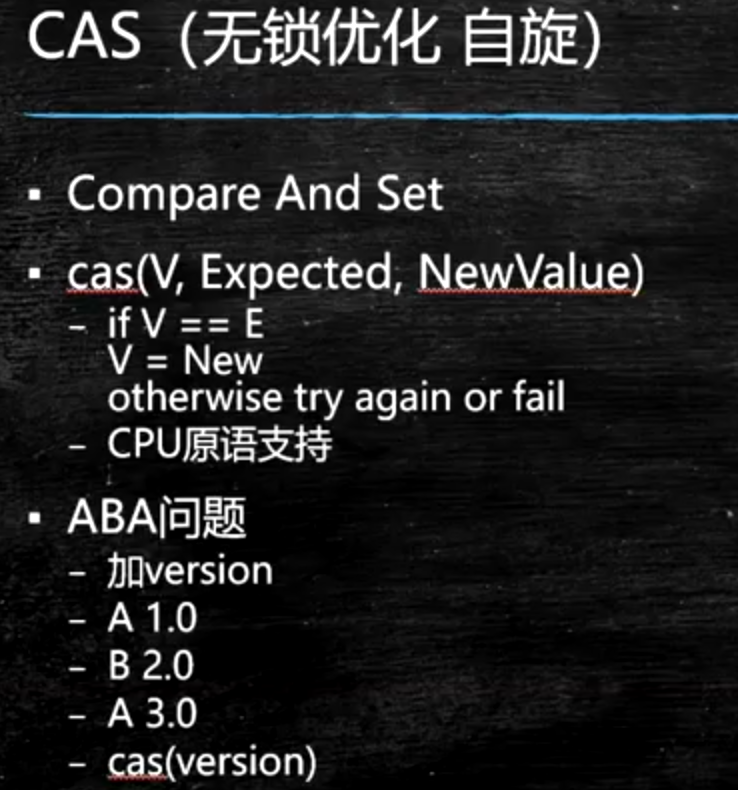 CAS（无锁优化 自旋）
▪ Compare And Set
▪ cas(V, Expected, NewValue)
– if V == E
V = New
otherwise try again or fail
– CPU原语支持
▪ ABA问题
– 加version
– A 1.0
– B 2.0
– A 3.0
– cas(version)